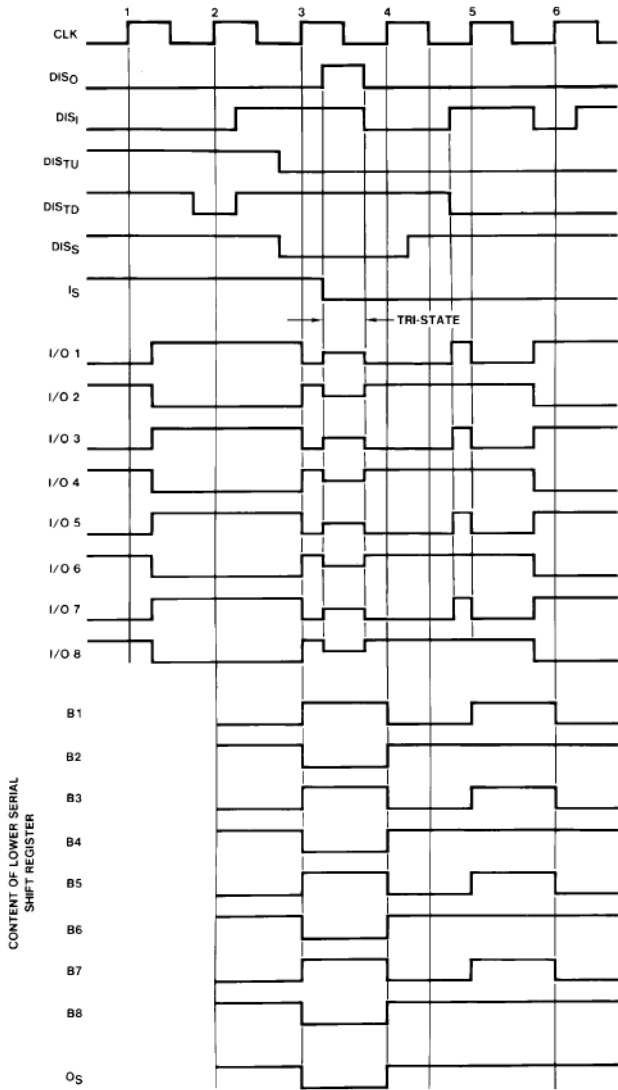 1 2 3 4 5 6
CLK
DISO
DISI
DISTU
DISTD
DISS
IS
TRI-STATE
I/O 1
I/O 2
I/O 3
I/O 4
I/O 5
I/O 6
I/O 7
I/O 8
CONTENT OF LOWER SERIAL
SHIFT REGISTER
B1
B2
B3
B4
B5
B6
B7
B8
OS